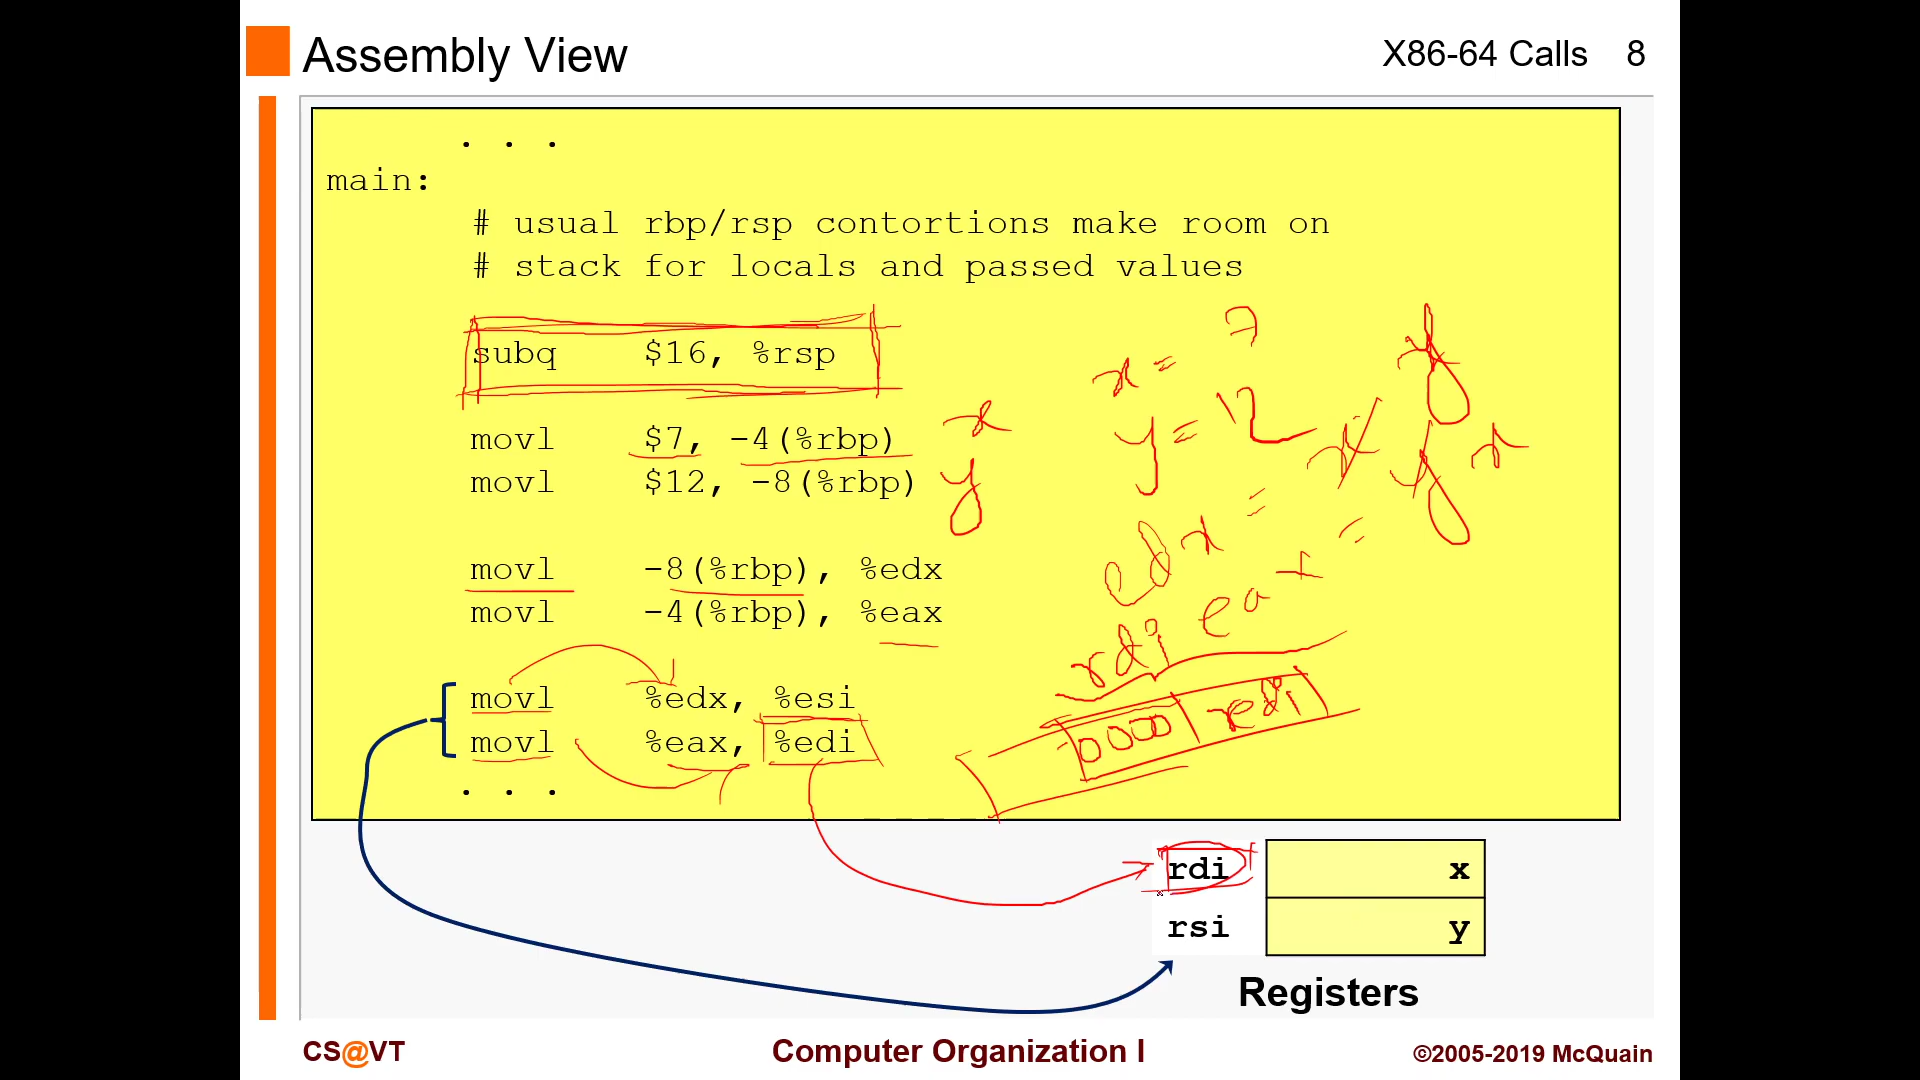 Assembly View
X86-64 Calls 8
. . .
main:
# usual rbp/rsp contortions make room on
# stack for locals and passed values
subq $16, %rsp
x = 7
movl $7, -4(%rbp) x
y = 12
movl $12, -8(%rbp) y
movl -8(%rbp), %edx
edx = y
movl -4(%rbp), %eax
eax = x
rdi
movl %edx, %esi
movl %eax, %edi
0000 edi
. . .
rdi x
rsi y
Registers
CS@VT
Computer Organization I
©2005-2019 McQuain